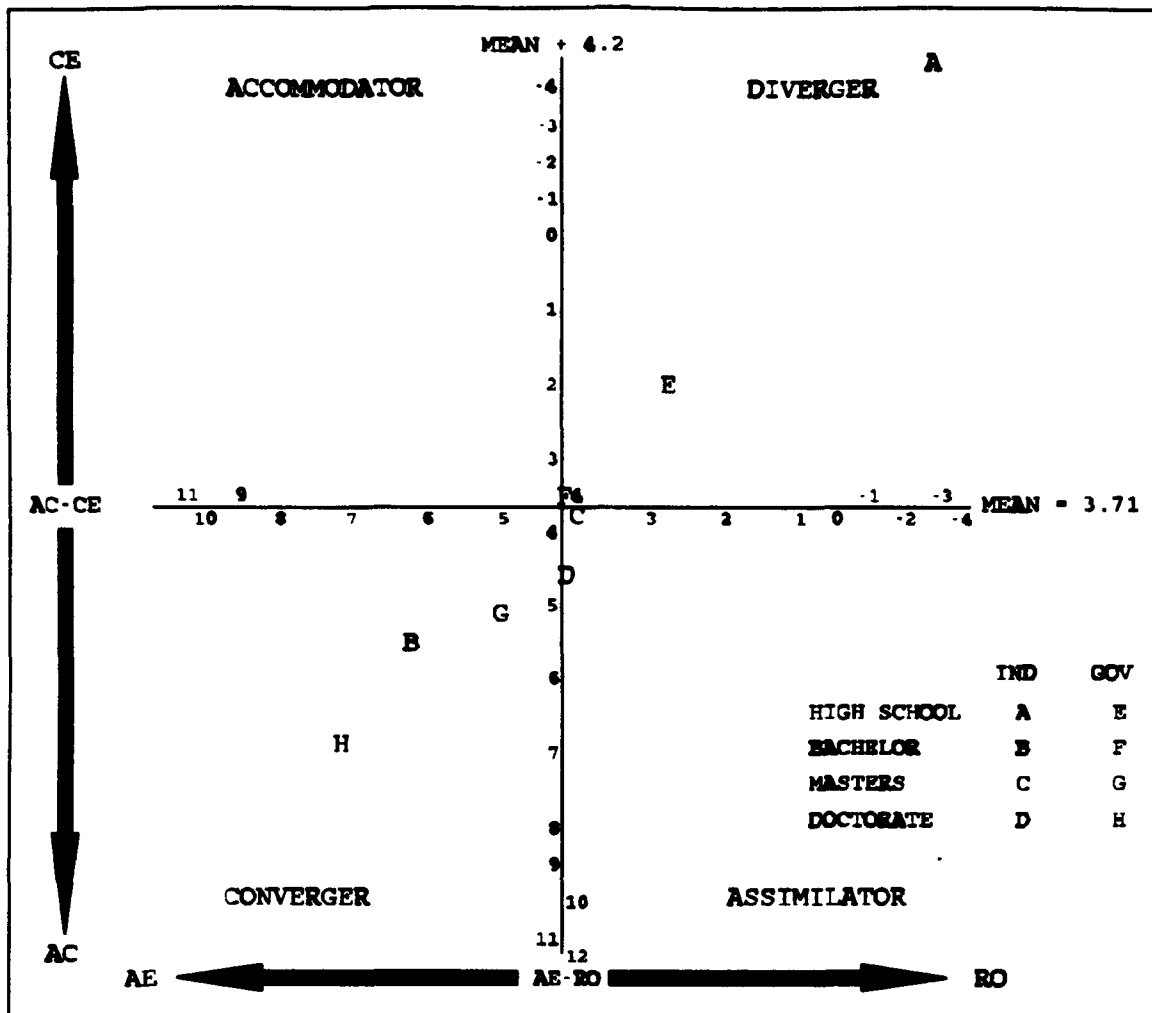 MEAN + 4.2
CE
A
ACCOMMODATOR
DIVERGER
-4
-3
-2
-1
0
1
2
E
3
AC-CE
11 9
F
-1 -3
10 8 7 6 5
C
3 2 1 0 -2 -4
MEAN = 3.71
4
D
5
G
B
6
IND GOV
HIGH SCHOOL A E
BACHELOR B F
MASTERS C G
DOCTORATE D H
H
7
8
9
CONVERGER
10
ASSIMILATOR
11
12
AC
AE
AE-RO
RO